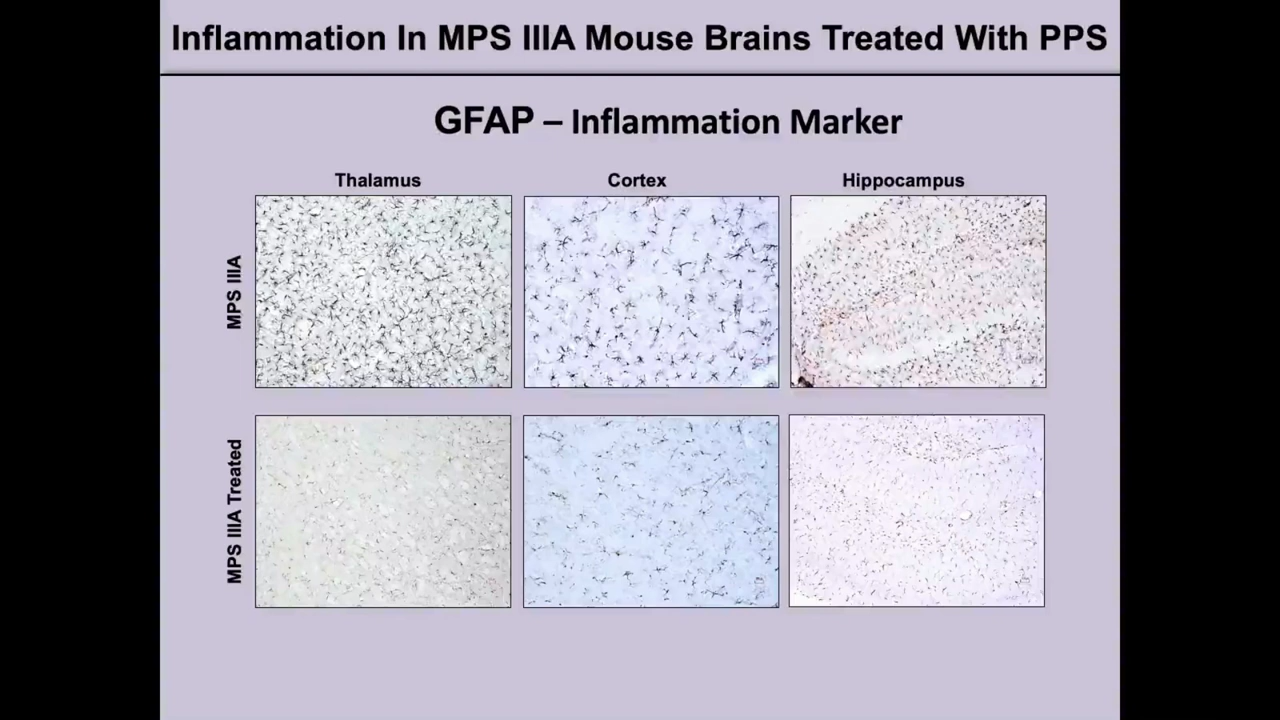 Inflammation In MPS IIIA Mouse Brains Treated With PPS
GFAP – Inflammation Marker
Thalamus
Cortex
Hippocampus
MPS IIIA
MPS IIIA Treated